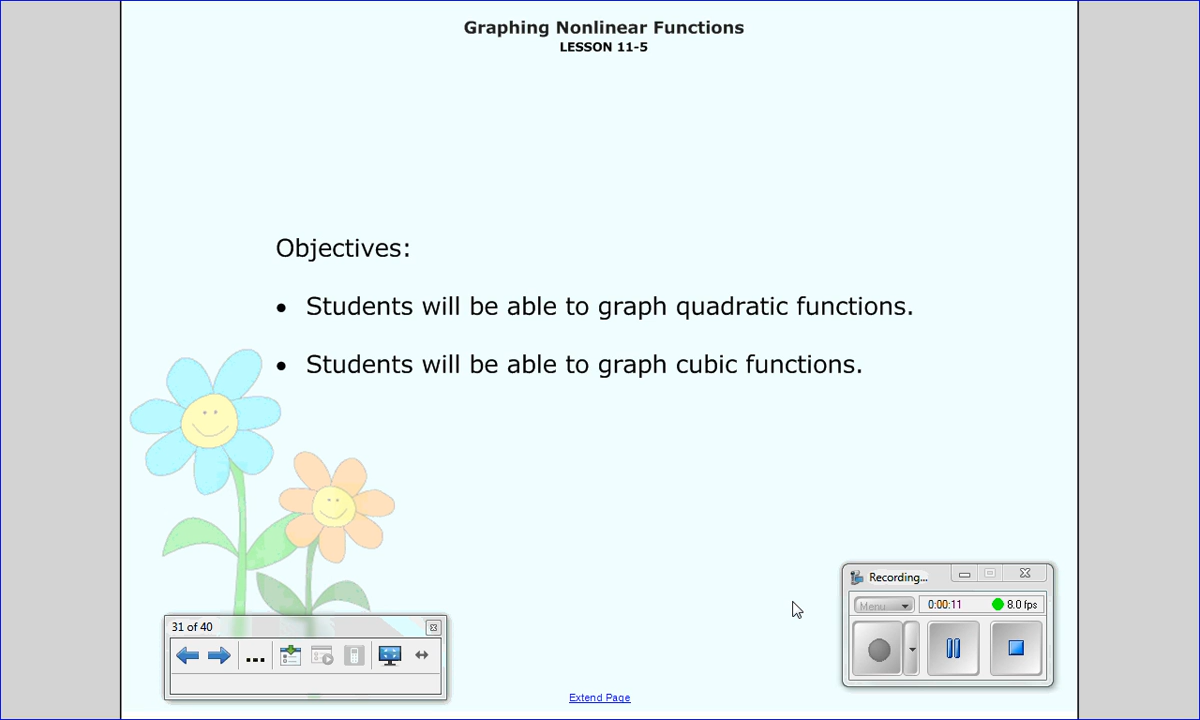 Graphing Nonlinear Functions
LESSON 11-5
Objectives:
• Students will be able to graph quadratic functions.
• Students will be able to graph cubic functions.
Recording...
Menu
0:00:11
8.0 fps
31 of 40
Extend Page